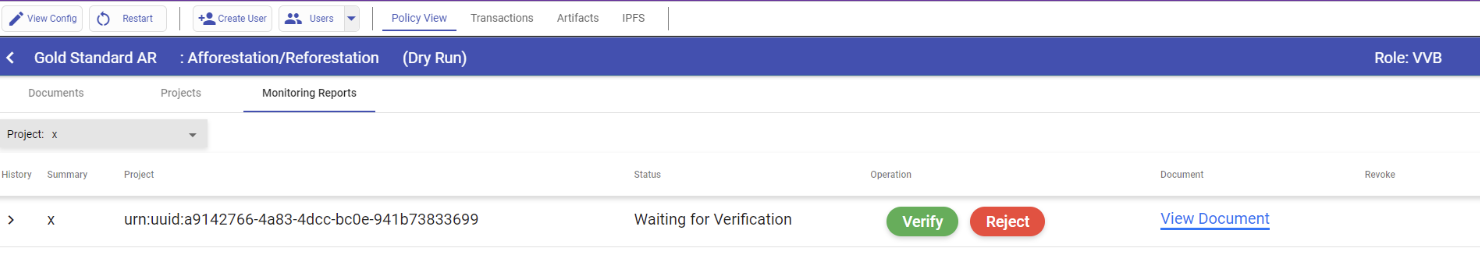 View Config Restart Create User Users Policy View Transactions Artifacts IPFS
Gold Standard AR : Afforestation/Reforestation (Dry Run) Role: VVB
Documents Projects Monitoring Reports
Project: x
History Summary Project Status Operation Document Revoke
x urn:uuid:a9142766-4a83-4dcc-bc0e-941b73833699 Waiting for Verification Verify Reject View Document